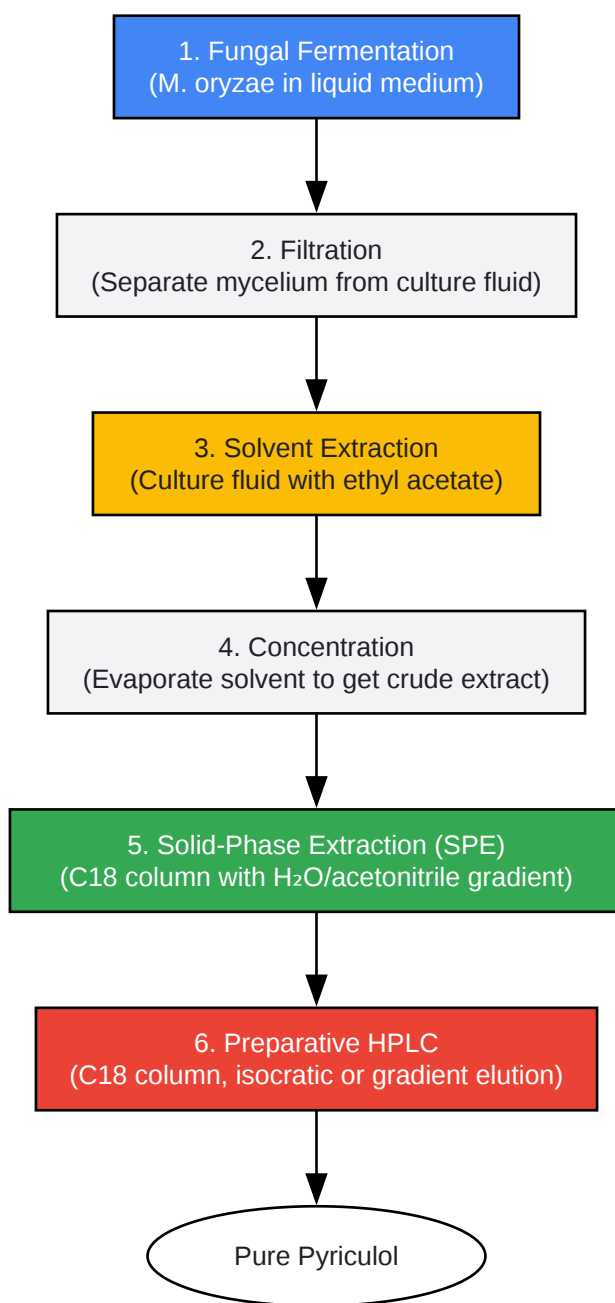 1. Fungal Fermentation
(M. oryzae in liquid medium)
2. Filtration
(Separate mycelium from culture fluid)
3. Solvent Extraction
(Culture fluid with ethyl acetate)
4. Concentration
(Evaporate solvent to get crude extract)
5. Solid-Phase Extraction (SPE)
(C18 column with H₂O/acetonitrile gradient)
6. Preparative HPLC
(C18 column, isocratic or gradient elution)
Pure Pyriculol